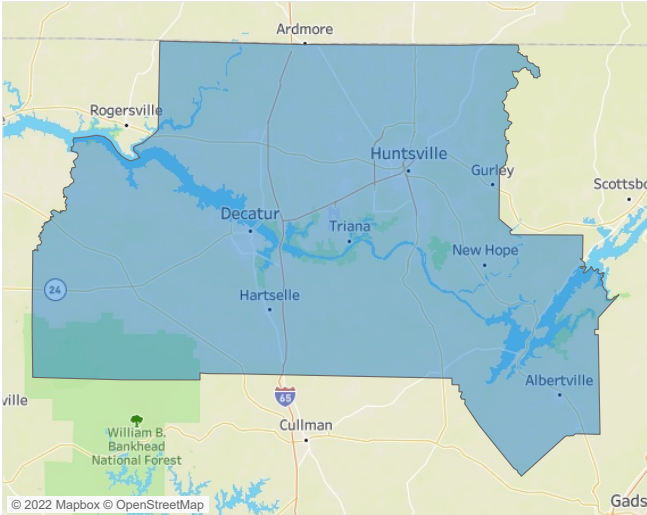 Ardmore
Rogersville
Huntsville
Gurley
Scottsbo
Decatur
Triana
New Hope
24
Hartselle
Albertville
ville
65
William B.
Bankhead
National Forest
Cullman
Gads
© 2022 Mapbox © OpenStreetMap